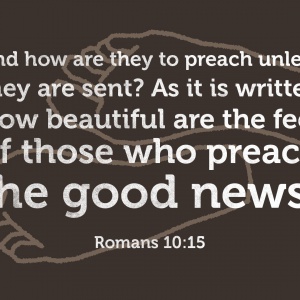 nd how are they to preach unle
ey are sent? As it is writte
ow beautiful are the fee
f those who preac
he good news
Romans 10:15